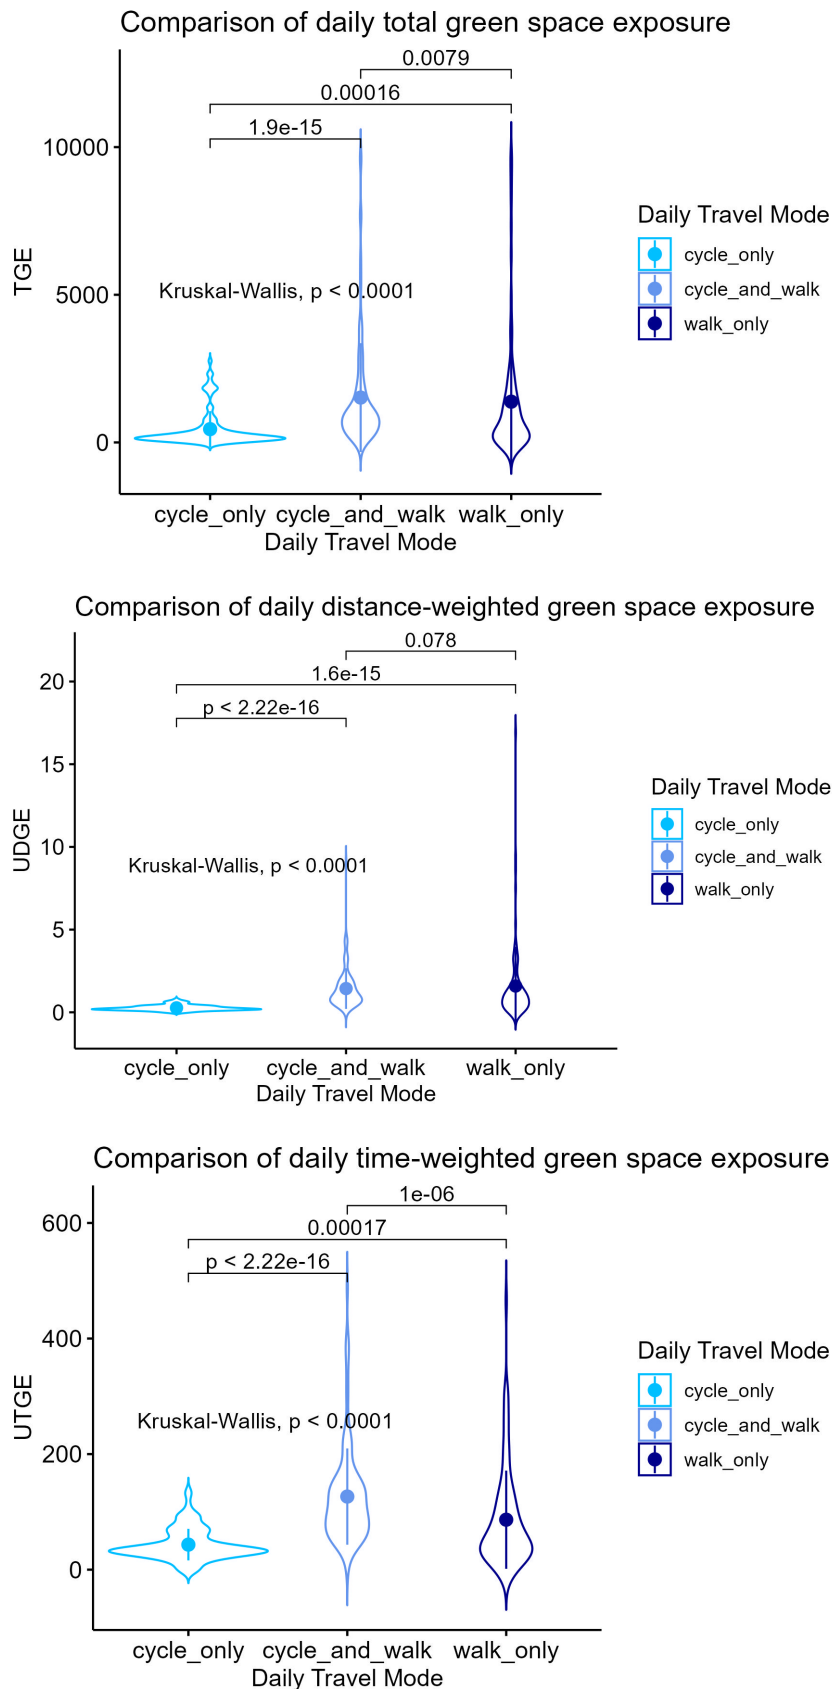 Comparison of daily total green space exposure
0.0079
0.00016
1.9e-15
10000
5000
0
TGE
Kruskal-Wallis, p < 0.0001
cycle_only cycle_and_walk walk_only
Daily Travel Mode
Daily Travel Mode
cycle_only
cycle_and_walk
walk_only
Comparison of daily distance-weighted green space exposure
0.078
1.6e-15
p < 2.22e-16
20
15
10
5
0
UDGE
Kruskal-Wallis, p < 0.0001
cycle_only cycle_and_walk walk_only
Daily Travel Mode
Daily Travel Mode
cycle_only
cycle_and_walk
walk_only
Comparison of daily time-weighted green space exposure
1e-06
0.00017
p < 2.22e-16
600
400
200
0
UTGE
Kruskal-Wallis, p < 0.0001
cycle_only cycle_and_walk walk_only
Daily Travel Mode
Daily Travel Mode
cycle_only
cycle_and_walk
walk_only